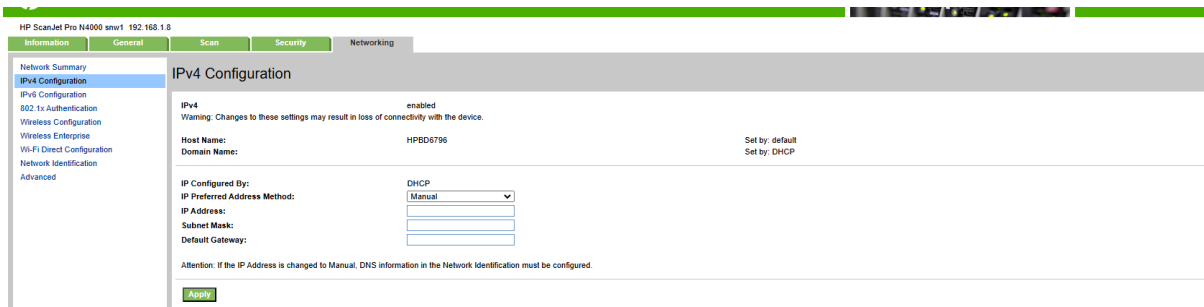 HP ScanJet Pro N4000 snw1 192.168.1.8
Information General Scan Security Networking
Network Summary
IPv4 Configuration
IPv6 Configuration
802.1x Authentication
Wireless Configuration
Wireless Enterprise
Wi-Fi Direct Configuration
Network Identification
Advanced
IPv4 Configuration
IPv4 enabled
Warning: Changes to these settings may result in loss of connectivity with the device.
Host Name: HPBD6796 Set by: default
Domain Name: Set by: DHCP
IP Configured By: DHCP
IP Preferred Address Method: Manual
IP Address:
Subnet Mask:
Default Gateway:
Attention: If the IP Address is changed to Manual, DNS information in the Network Identification must be configured.
Apply